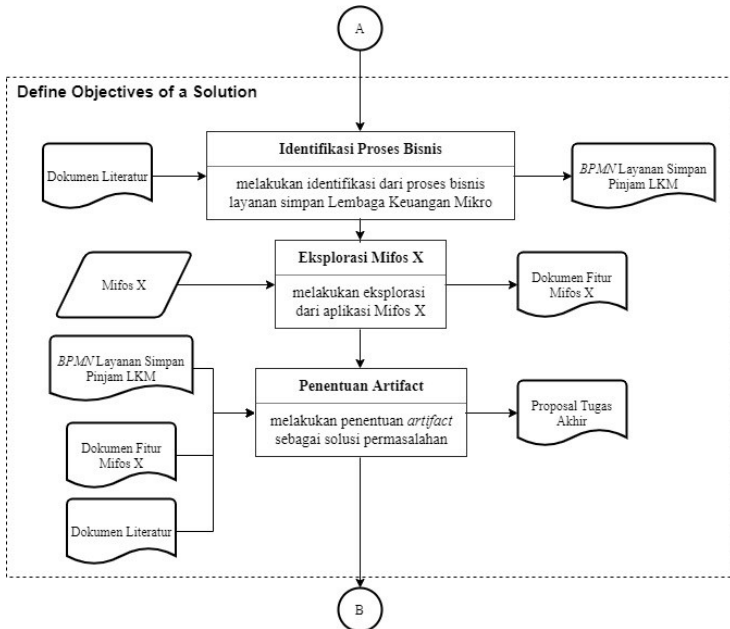 A
Define Objectives of a Solution
Identifikasi Proses Bisnis
Dokumen Literatur
melakukan identifikasi dari proses bisnis
layanan simpan Lembaga Keuangan Mikro
BPMN Layanan Simpan
Pinjam LKM
Eksplorasi Mifos X
Mifos X
melakukan eksplorasi
dari aplikasi Mifos X
Dokumen Fitur
Mifos X
BPMN Layanan Simpan
Pinjam LKM
Dokumen Fitur
Mifos X
Dokumen Literatur
Penentuan Artifact
melakukan penentuan artifact
sebagai solusi permasalahan
Proposal Tugas
Akhir
B